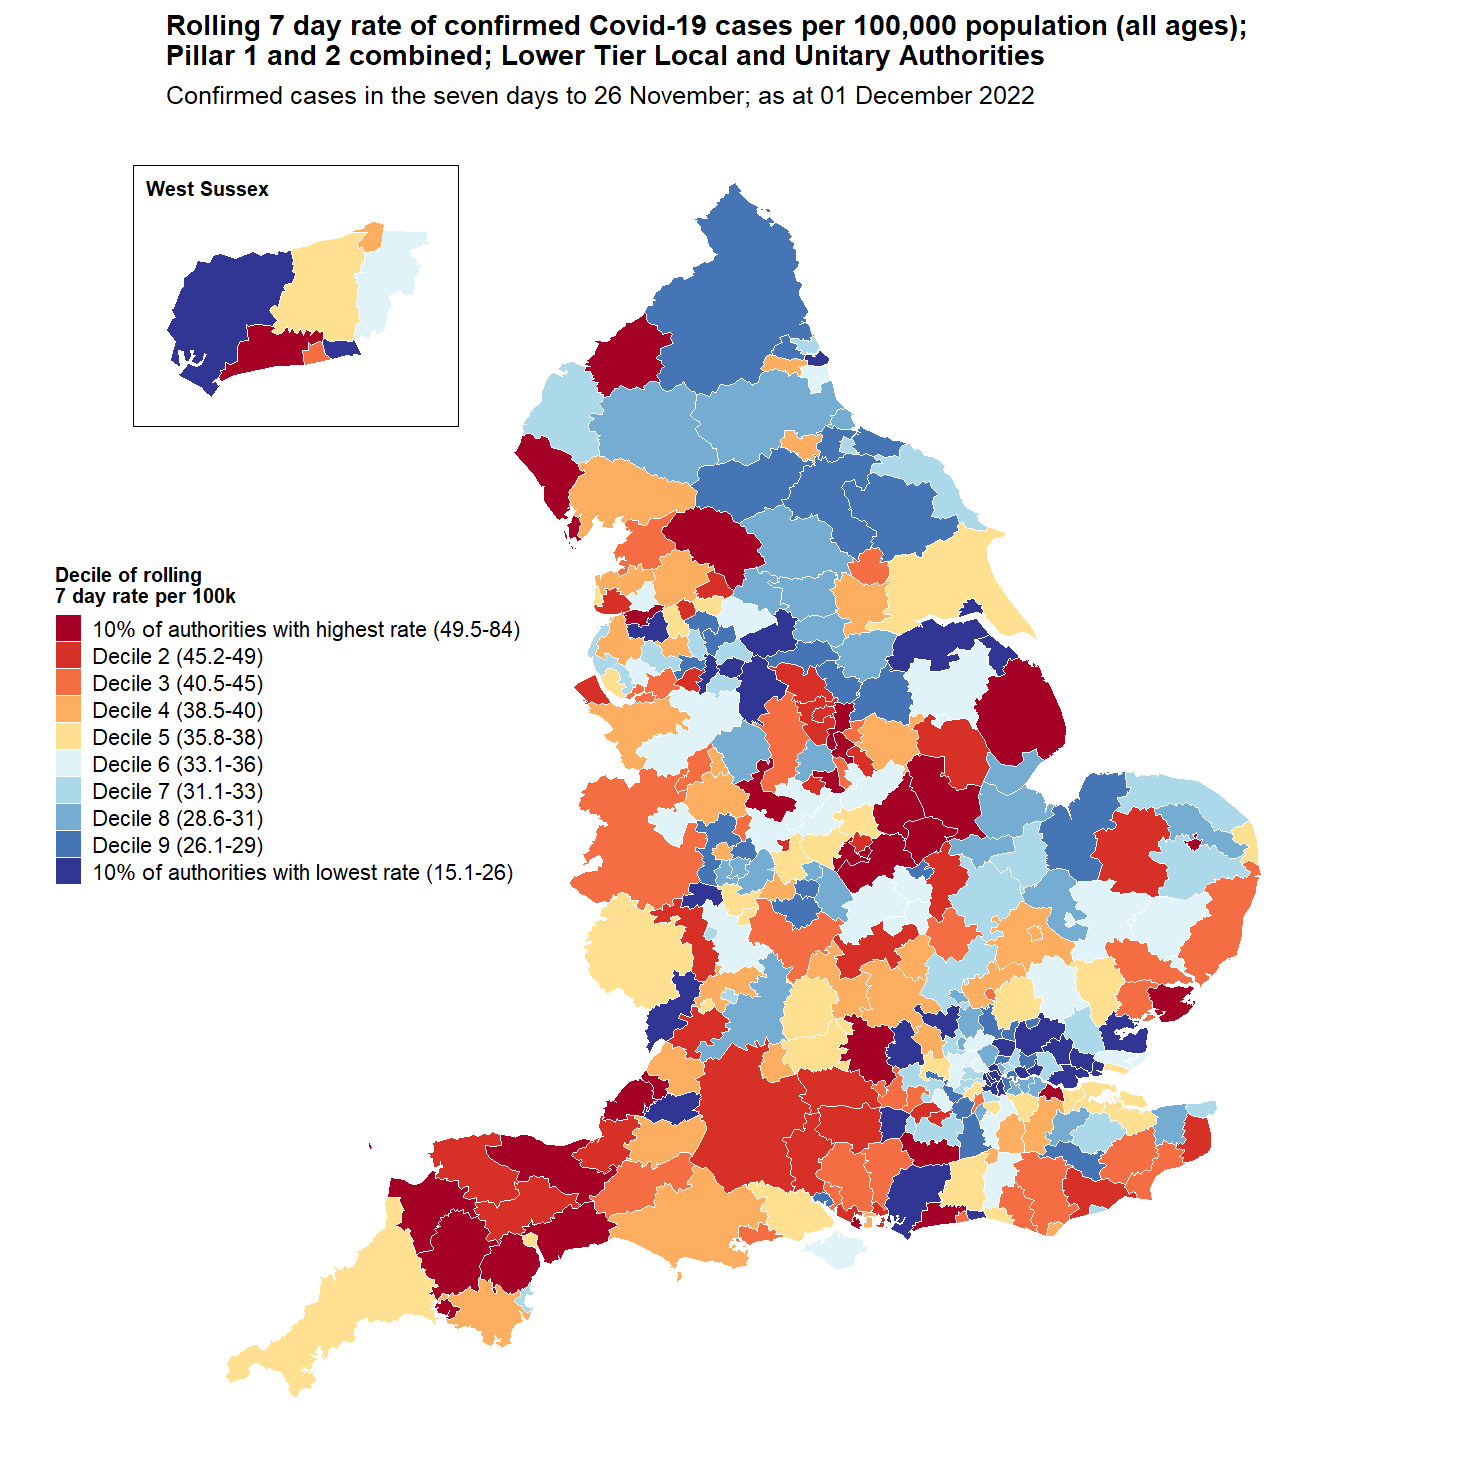 Rolling 7 day rate of confirmed Covid-19 cases per 100,000 population (all ages);
Pillar 1 and 2 combined; Lower Tier Local and Unitary Authorities
Confirmed cases in the seven days to 26 November; as at 01 December 2022
West Sussex
Decile of rolling
7 day rate per 100k
10% of authorities with highest rate (49.5-84)
Decile 2 (45.2-49)
Decile 3 (40.5-45)
Decile 4 (38.5-40)
Decile 5 (35.8-38)
Decile 6 (33.1-36)
Decile 7 (31.1-33)
Decile 8 (28.6-31)
Decile 9 (26.1-29)
10% of authorities with lowest rate (15.1-26)